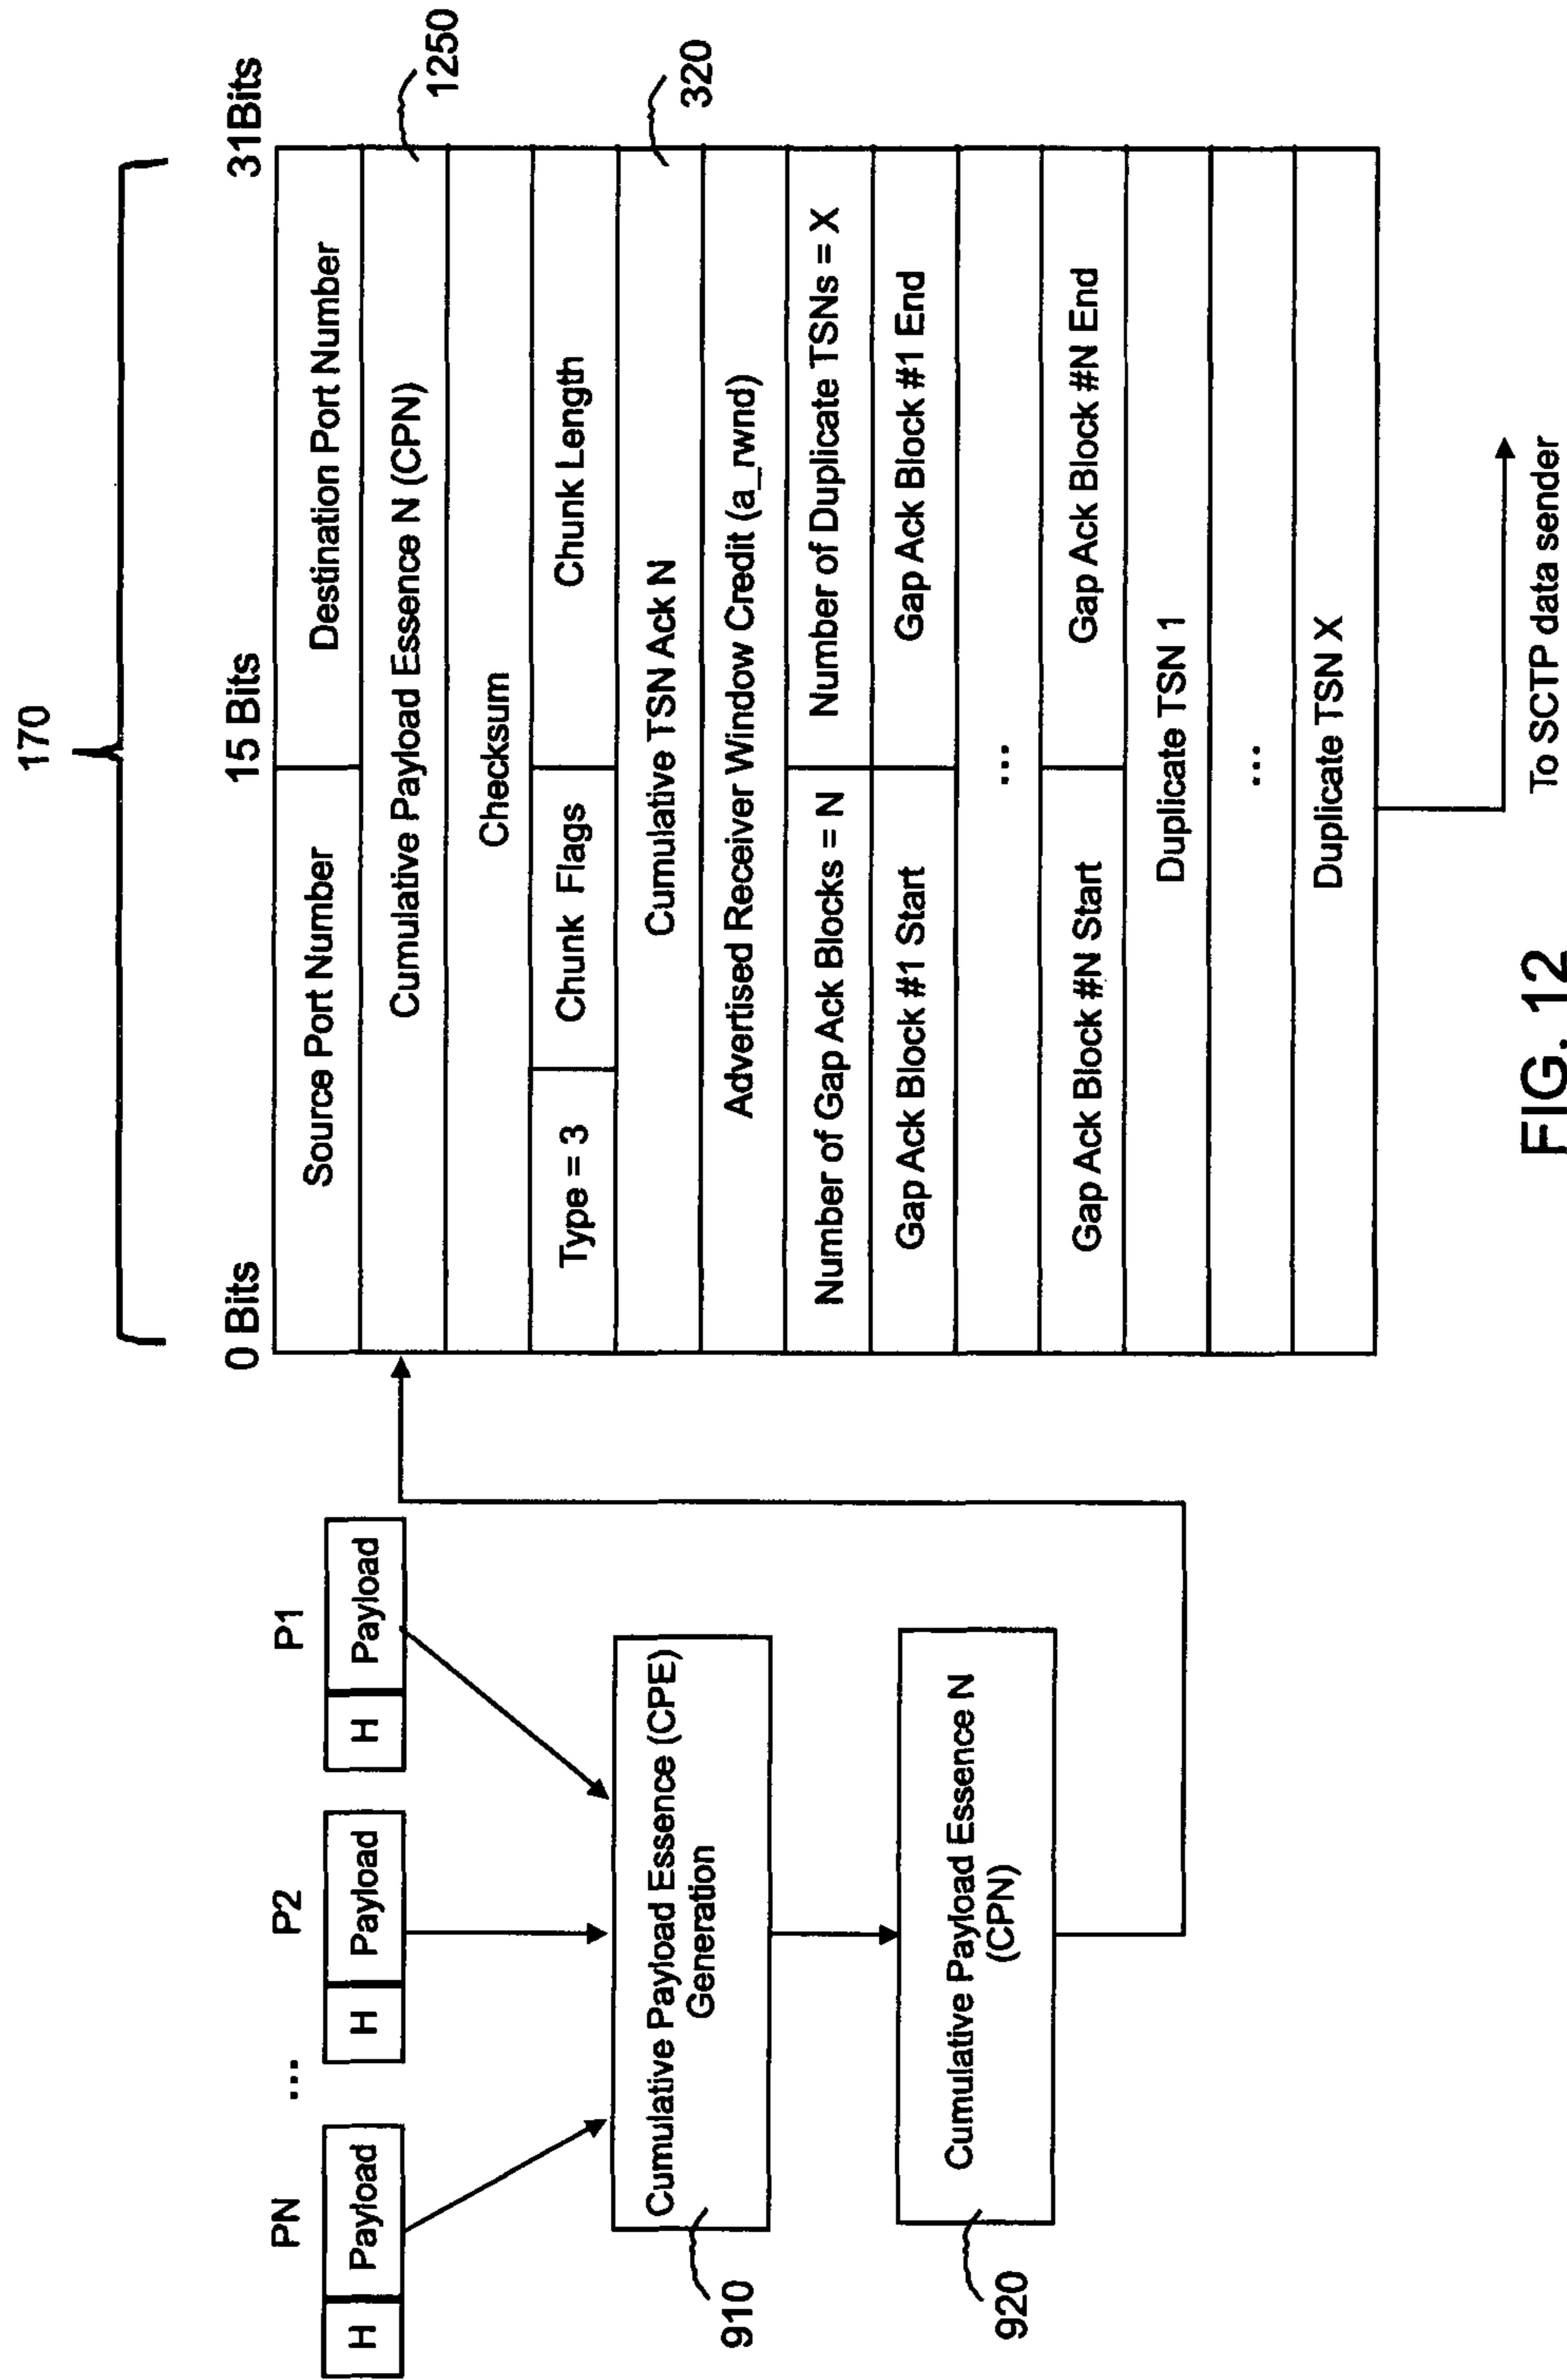 170
0 Bits 15 Bits 31Bits
Source Port Number Destination Port Number
Cumulative Payload Essence N (CPN)
1250
Checksum
Type = 3 Chunk Flags Chunk Length
Cumulative TSN Ack N
320
Advertised Receiver Window Credit (a_rwnd)
Number of Gap Ack Blocks = N Number of Duplicate TSNs = X
Gap Ack Block #1 Start Gap Ack Block #1 End
...
Gap Ack Block #N Start Gap Ack Block #N End
Duplicate TSN 1
...
Duplicate TSN X
To SCTP data sender
PN ... P2 P1
H Payload H Payload H Payload
Cumulative Payload Essence (CPE)
Generation
910
Cumulative Payload Essence N
(CPN)
920
FIG. 12